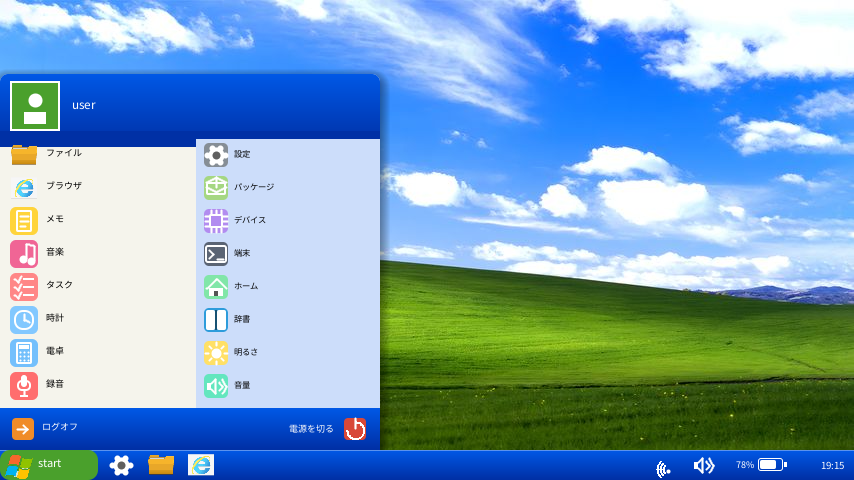 user
ファイル
ブラウザ
メモ
音楽
タスク
時計
電卓
録音
設定
パッケージ
デバイス
端末
ホーム
辞書
明るさ
音量
ログオフ
電源を切る
start
78%
19:15